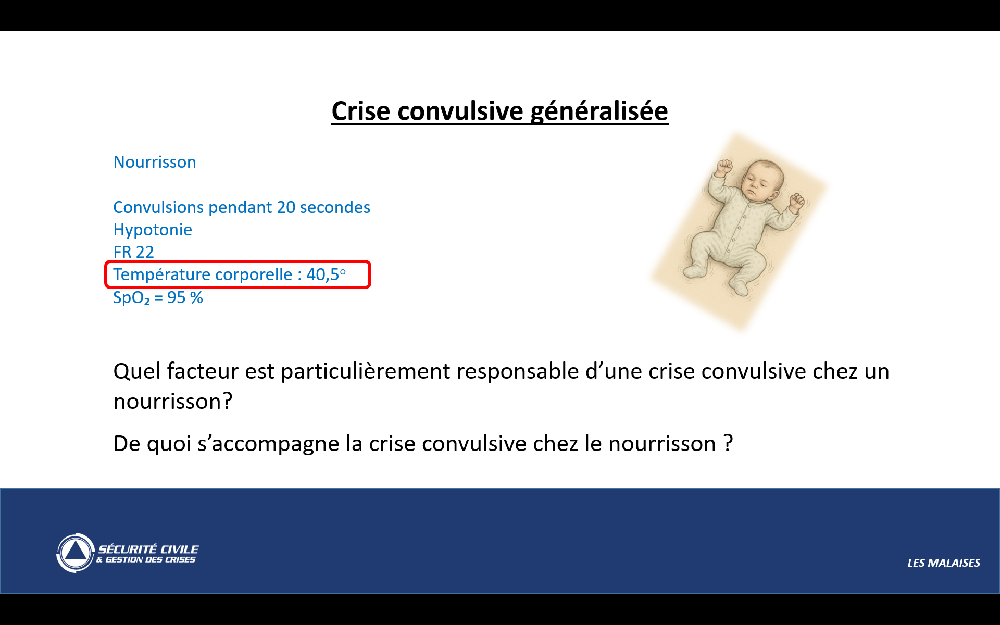 Crise convulsive généralisée
Nourrisson
Convulsions pendant 20 secondes
Hypotonie
FR 22
Température corporelle : 40,5°
SpO₂ = 95 %
Quel facteur est particulièrement responsable d’une crise convulsive chez un
nourrisson?
De quoi s’accompagne la crise convulsive chez le nourrisson ?
SÉCURITÉ CIVILE
& GESTION DES CRISES
LES MALAISES